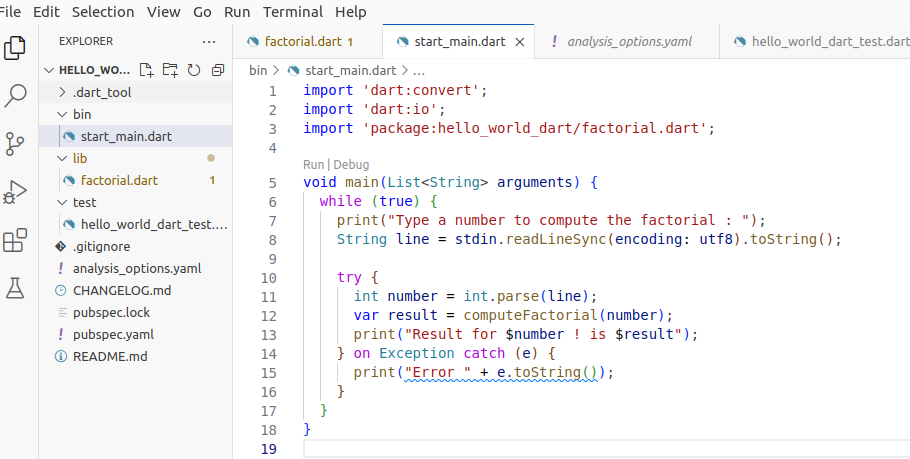 File Edit Selection View Go Run Terminal Help
EXPLORER ...
HELLO_WO...
.dart_tool
bin
start_main.dart
lib
factorial.dart 1
test
hello_world_dart_test....
.gitignore
! analysis_options.yaml
CHANGELOG.md
pubspec.lock
! pubspec.yaml
README.md
factorial.dart 1 start_main.dart × ! analysis_options.yaml hello_world_dart_test.dart
bin > start_main.dart > ...
1 import 'dart:convert';
2 import 'dart:io';
3 import 'package:hello_world_dart/factorial.dart';
4
Run | Debug
5 void main(List<String> arguments) {
6 while (true) {
7 print("Type a number to compute the factorial : ");
8 String line = stdin.readLineSync(encoding: utf8).toString();
9
10 try {
11 int number = int.parse(line);
12 var result = computeFactorial(number);
13 print("Result for $number ! is $result");
14 } on Exception catch (e) {
15 print("Error " + e.toString());
16 }
17 }
18 }
19